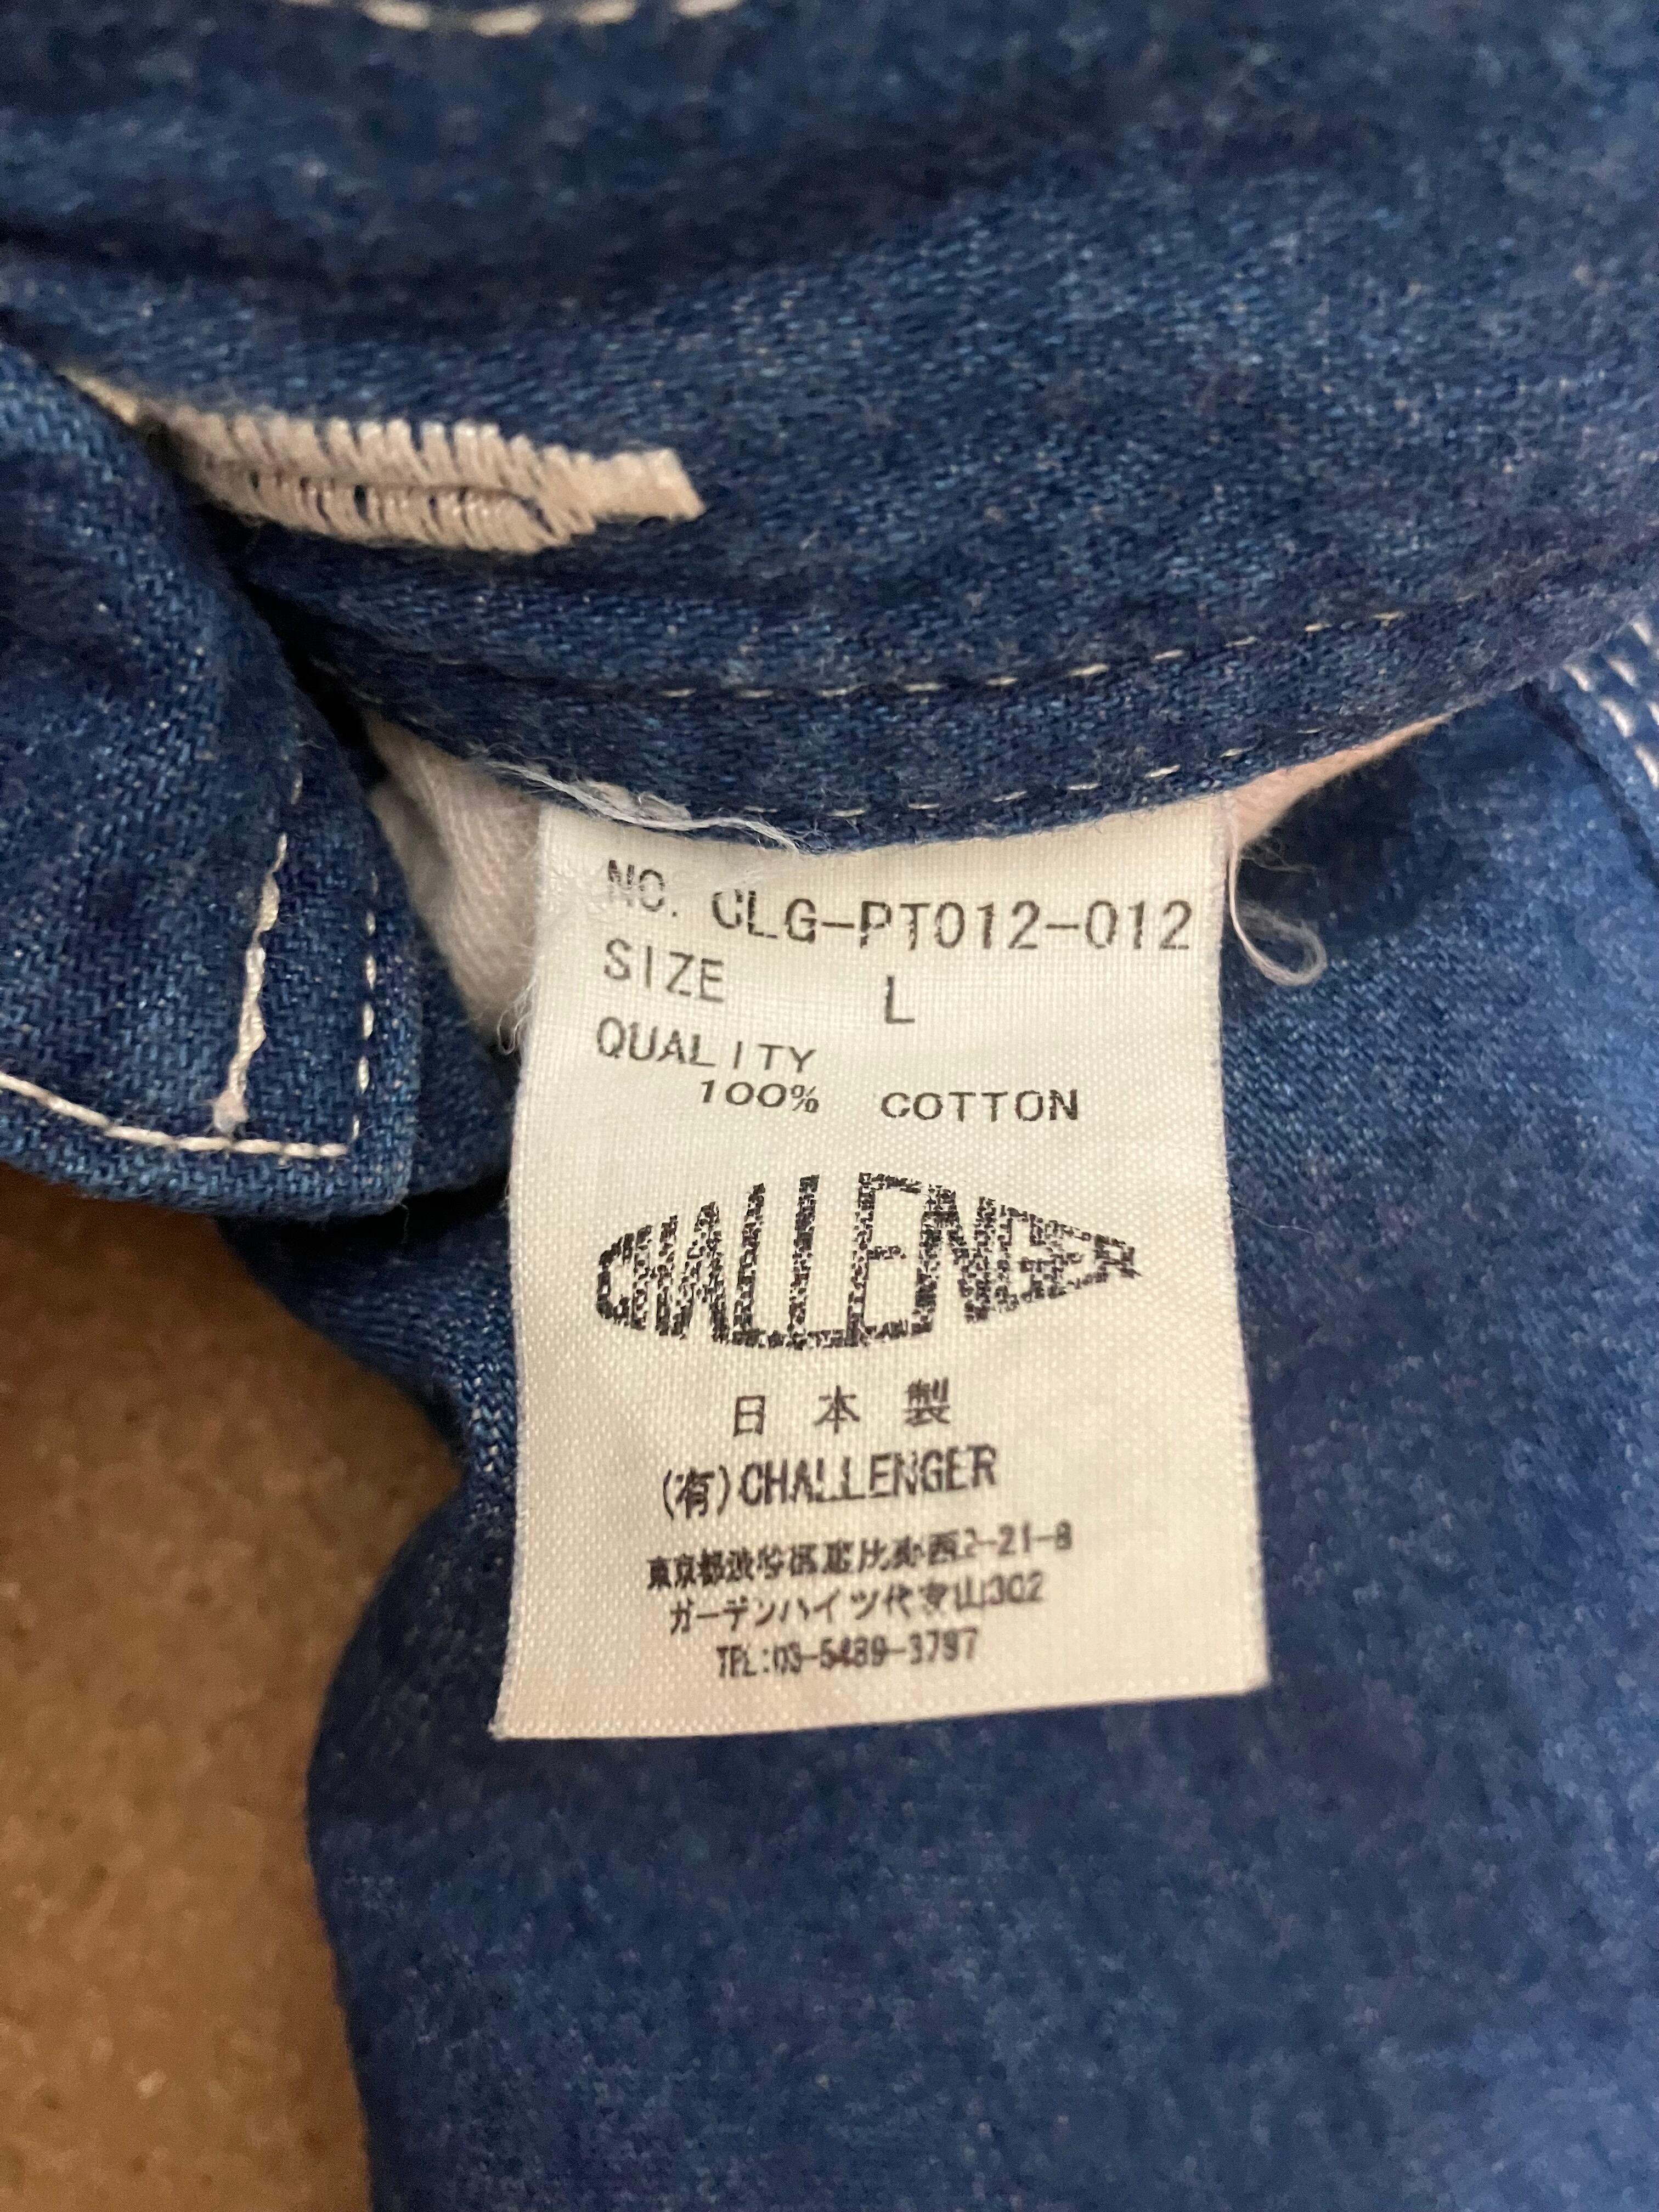 NO. CLG-PT012-012
SIZE L
QUALITY
100% COTTON
CHALLENGER
日本製
(有)CHALLENGER
東京都渋谷区恵比寿西2-21-8
ガーデンハイツ代官山302
TEL:03-5489-3797